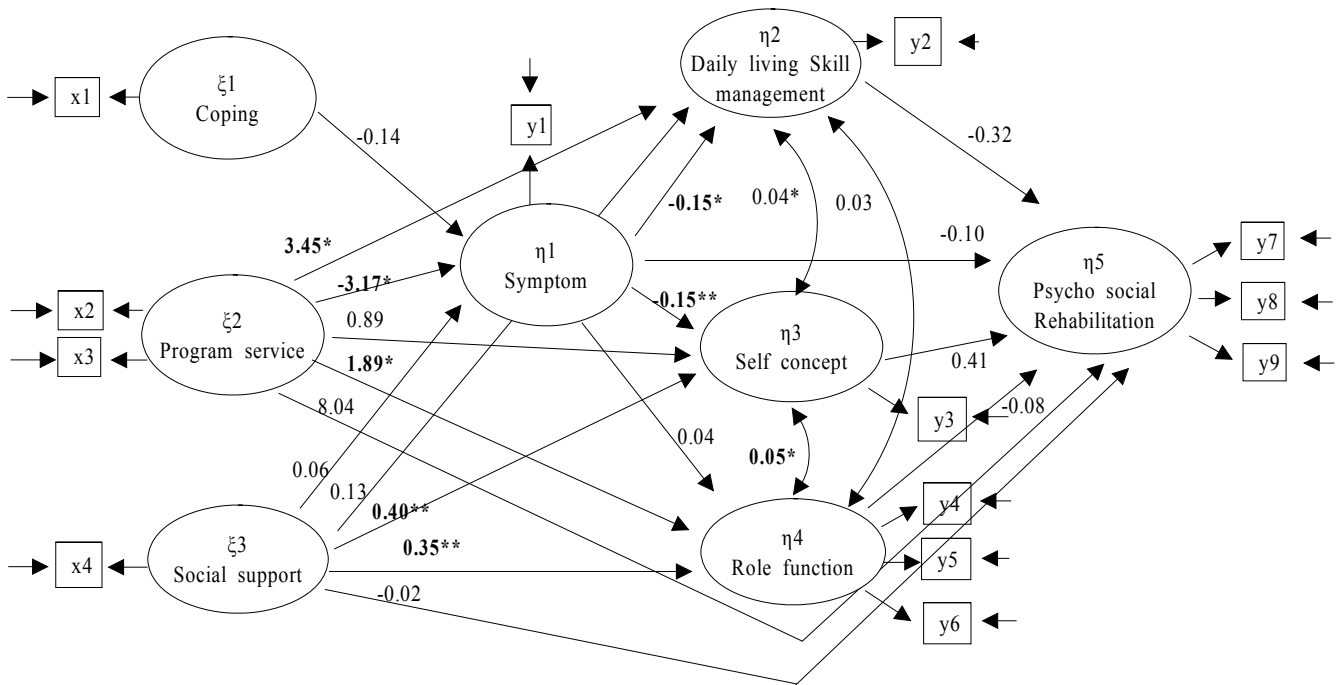 η2
Daily living Skill
management
y2
ξ1
Coping
x1
y1
-0.14
-0.32
-0.15*
0.04*
0.03
3.45*
η1
Symptom
-0.10
y7
η5
Psycho social
Rehabilitation
y8
y9
-3.17*
-0.15**
x2
x3
ξ2
Program service
0.89
η3
Self concept
0.41
1.89*
8.04
y3
-0.08
0.04
0.05*
0.06
0.13
0.40**
y4
ξ3
Social support
x4
0.35**
η4
Role function
y5
-0.02
y6